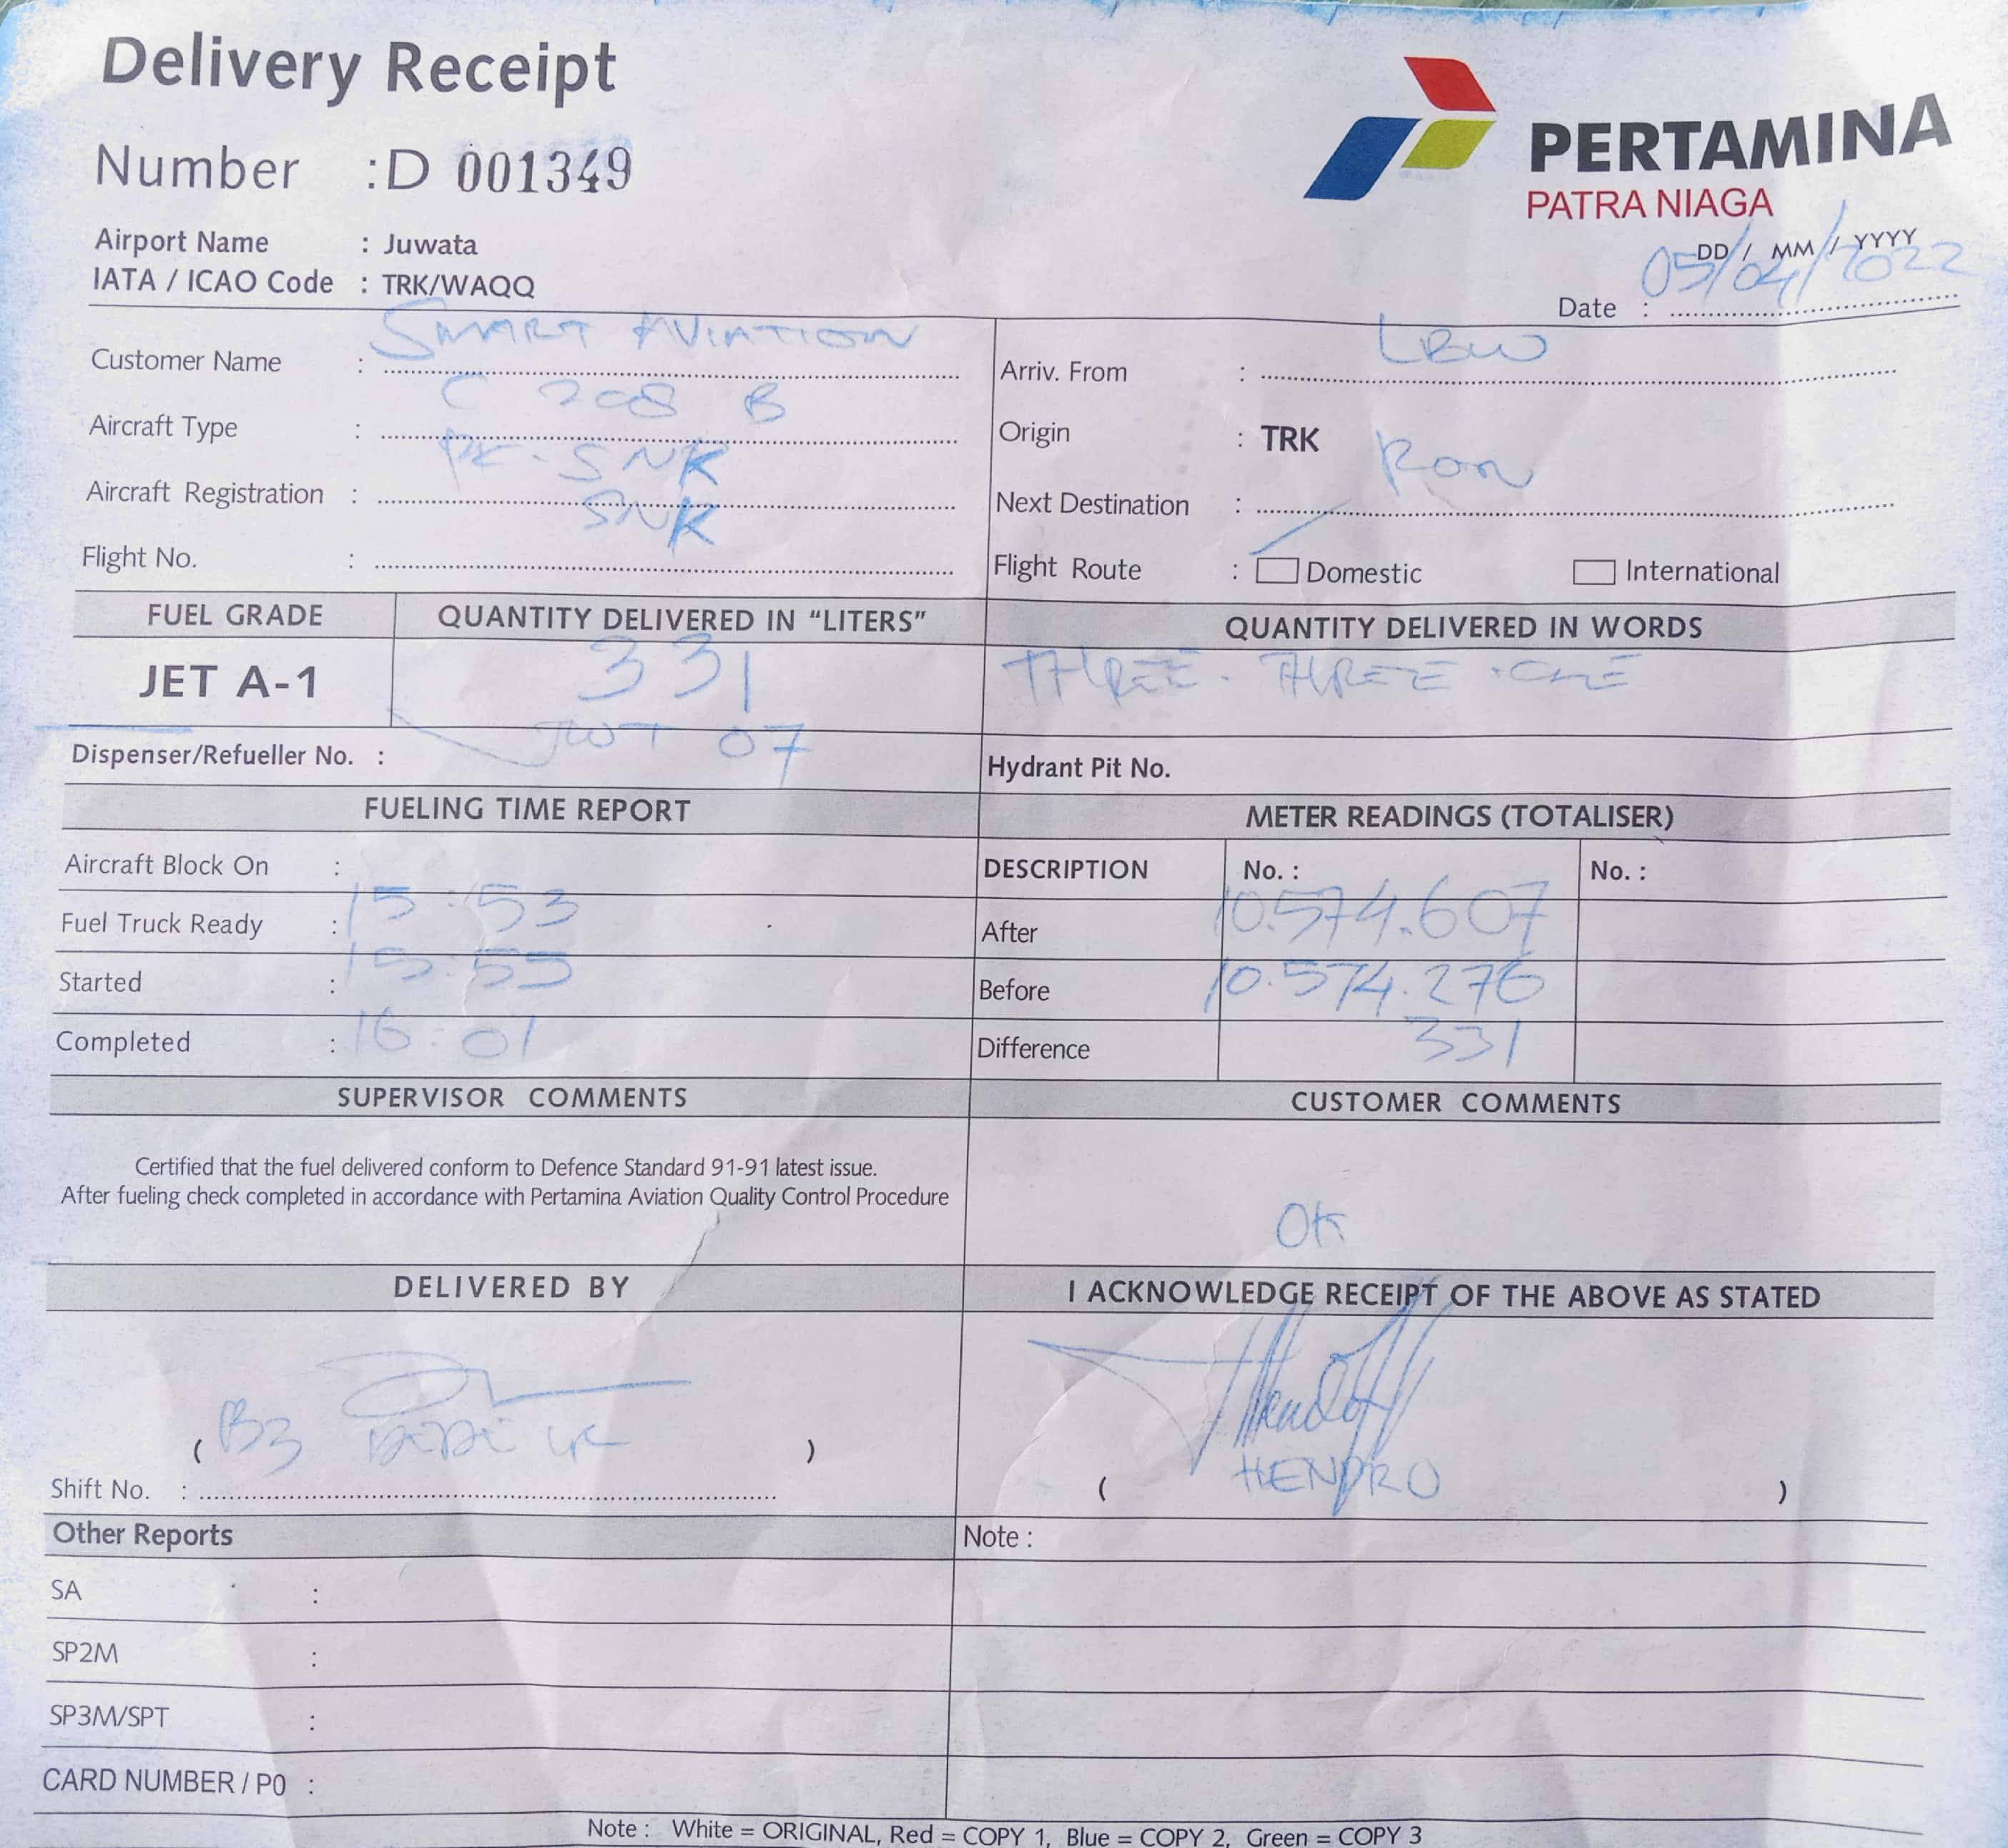 Delivery Receipt
Number : D 001349
PERTAMINA
PATRA NIAGA
Airport Name : Juwata
IATA / ICAO Code : TRK/WAQQ
DD / MM / YYYY
Date : 05/04/2022
Customer Name : SMART AVIATION
Aircraft Type : C 208 B
Aircraft Registration : PK-SNK
Flight No. : SNK
Arriv. From : LBW
Origin : TRK
Next Destination : RON
Flight Route : Domestic International
FUEL GRADE QUANTITY DELIVERED IN "LITERS" QUANTITY DELIVERED IN WORDS
JET A-1 331 THREE. THREE. ONE
Dispenser/Refueller No. : JWT 07
Hydrant Pit No.
FUELING TIME REPORT
Aircraft Block On :
Fuel Truck Ready : 15:53
Started : 15:55
Completed : 16:01
METER READINGS (TOTALISER)
DESCRIPTION No. : No. :
After 10.574.607
Before 10.574.276
Difference 331
SUPERVISOR COMMENTS
Certified that the fuel delivered conform to Defence Standard 91-91 latest issue.
After fueling check completed in accordance with Pertamina Aviation Quality Control Procedure
CUSTOMER COMMENTS
OK
DELIVERED BY
( B3 )
Shift No. :
I ACKNOWLEDGE RECEIPT OF THE ABOVE AS STATED
( HENDRO )
Other Reports
SA :
SP2M :
SP3M/SPT :
CARD NUMBER / PO :
Note :
Note : White = ORIGINAL, Red = COPY 1, Blue = COPY 2, Green = COPY 3